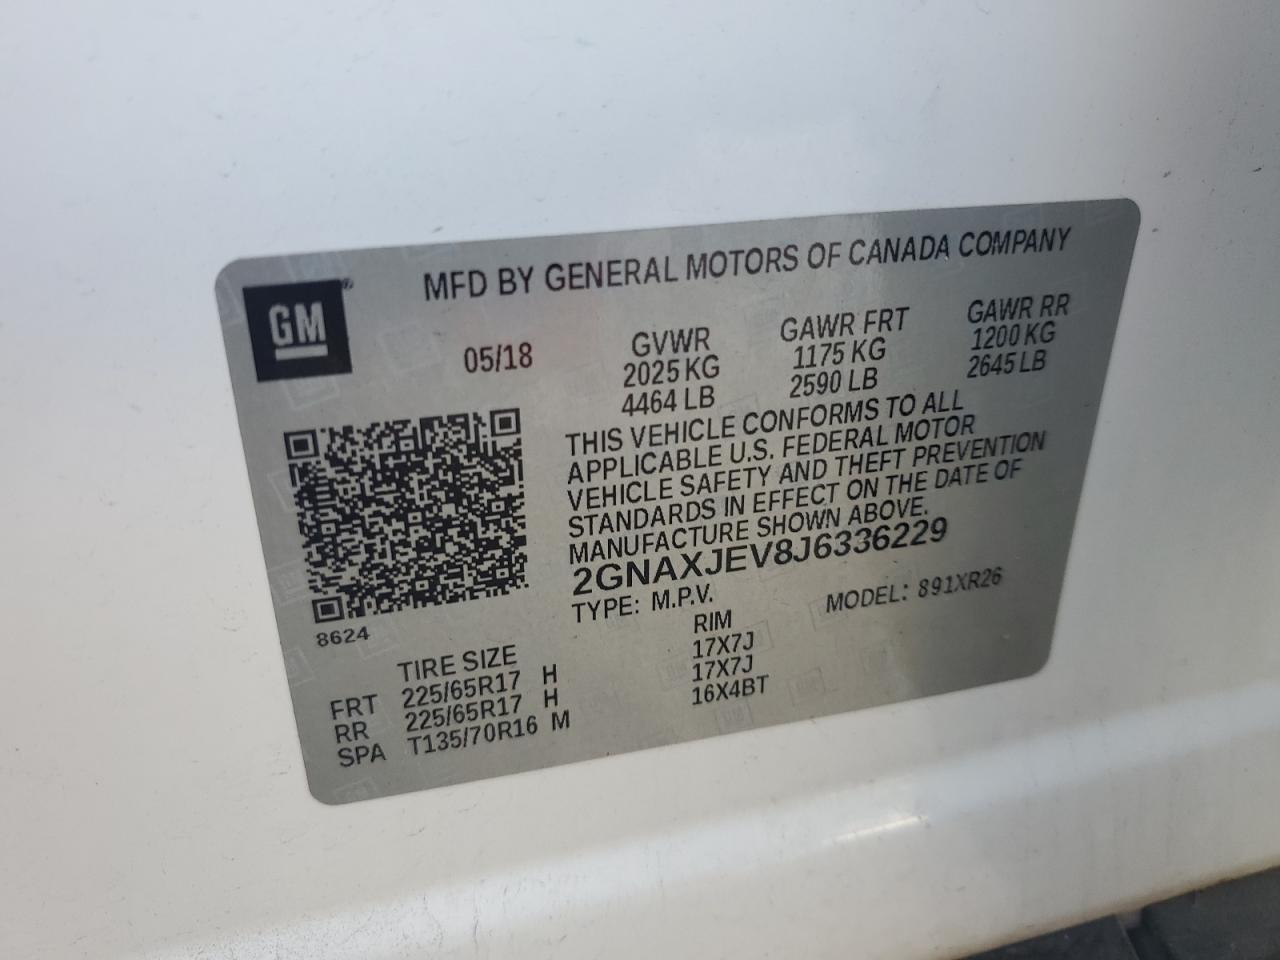 GM®
MFD BY GENERAL MOTORS OF CANADA COMPANY
05/18
GVWR
2025 KG
4464 LB
GAWR FRT
1175 KG
2590 LB
GAWR RR
1200 KG
2645 LB
THIS VEHICLE CONFORMS TO ALL
APPLICABLE U.S. FEDERAL MOTOR
VEHICLE SAFETY AND THEFT PREVENTION
STANDARDS IN EFFECT ON THE DATE OF
MANUFACTURE SHOWN ABOVE.
2GNAXJEV8J6336229
TYPE: M.P.V.
MODEL: 891XR26
8624
TIRE SIZE
RIM
FRT 225/65R17 H 17X7J
RR 225/65R17 H 17X7J
SPA T135/70R16 M 16X4BT